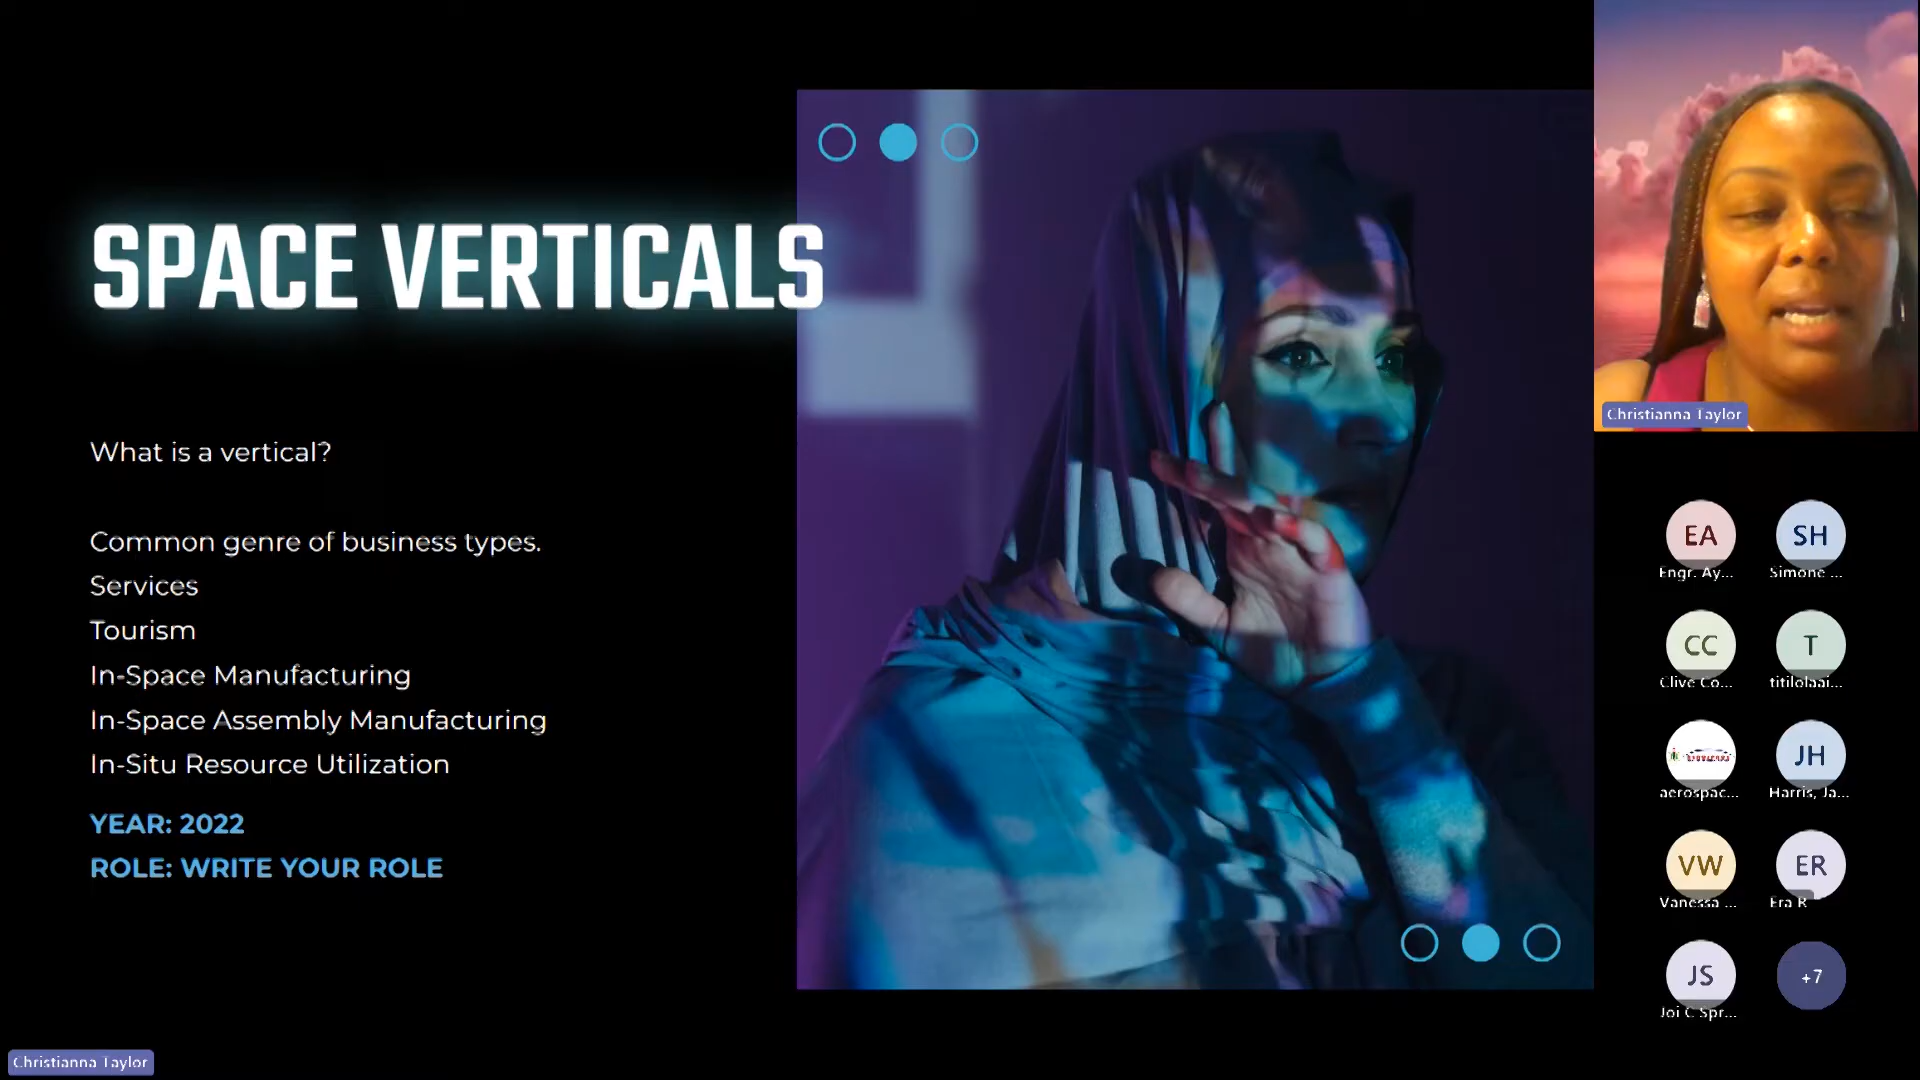 SPACE VERTICALS
What is a vertical?
Common genre of business types.
Services
Tourism
In-Space Manufacturing
In-Space Assembly Manufacturing
In-Situ Resource Utilization
YEAR: 2022
ROLE: WRITE YOUR ROLE
Christianna Taylor
Christianna Taylor
EA
SH
Engr. Ay...
Simone ...
CC
T
Clive Co...
titilolaai...
JH
aerospac...
Harris, Ja...
VW
ER
Vanessa ...
Era R
JS
+7
Joi C Spr...